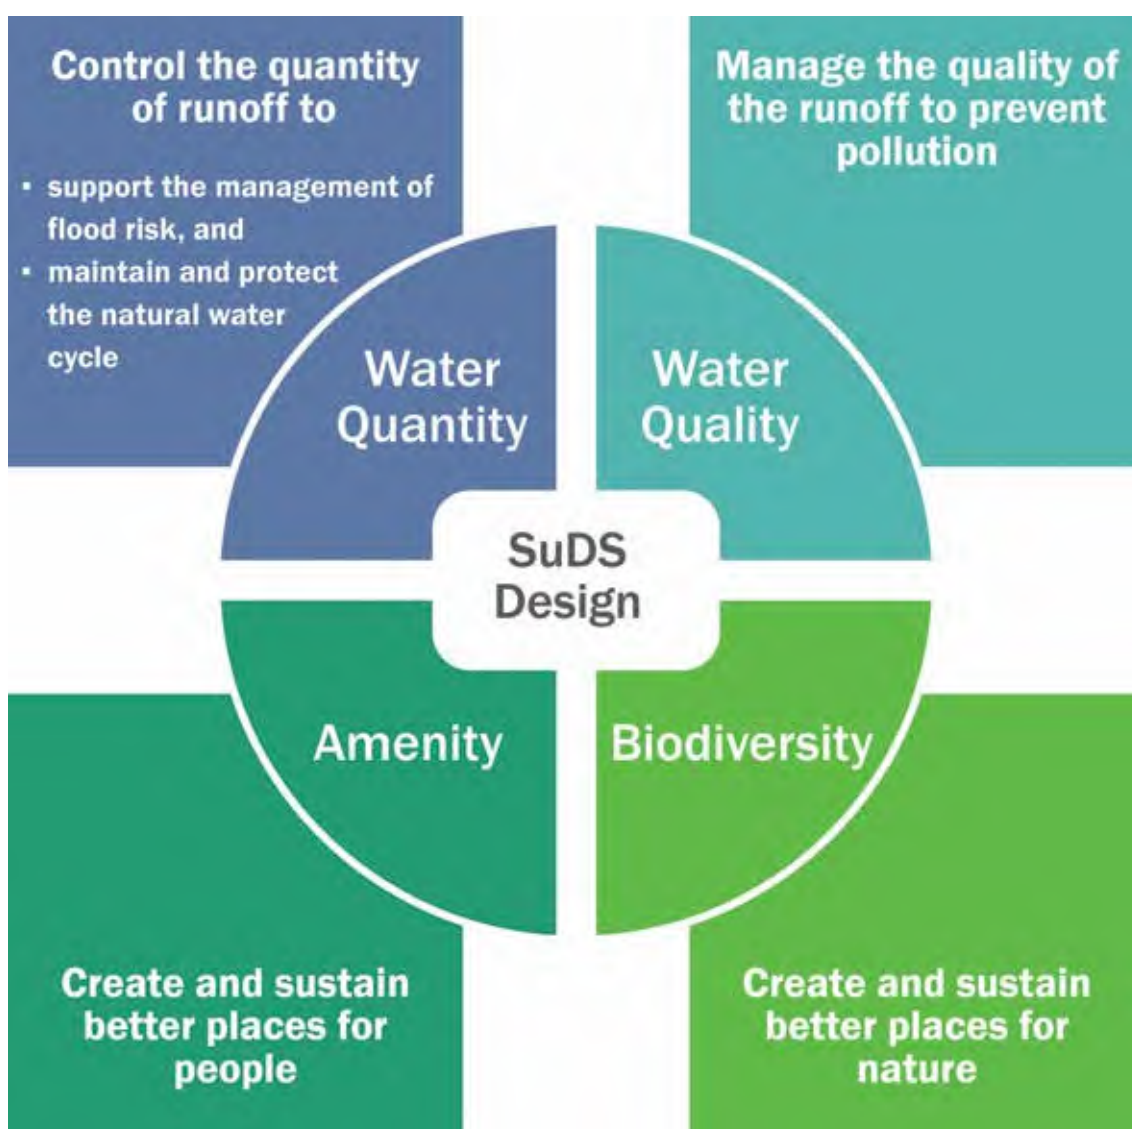 Control the quantity
of runoff to
▪ support the management of
flood risk, and
▪ maintain and protect
the natural water
cycle
Manage the quality of
the runoff to prevent
pollution
Water
Quantity
Water
Quality
SuDS
Design
Amenity
Biodiversity
Create and sustain
better places for
people
Create and sustain
better places for
nature